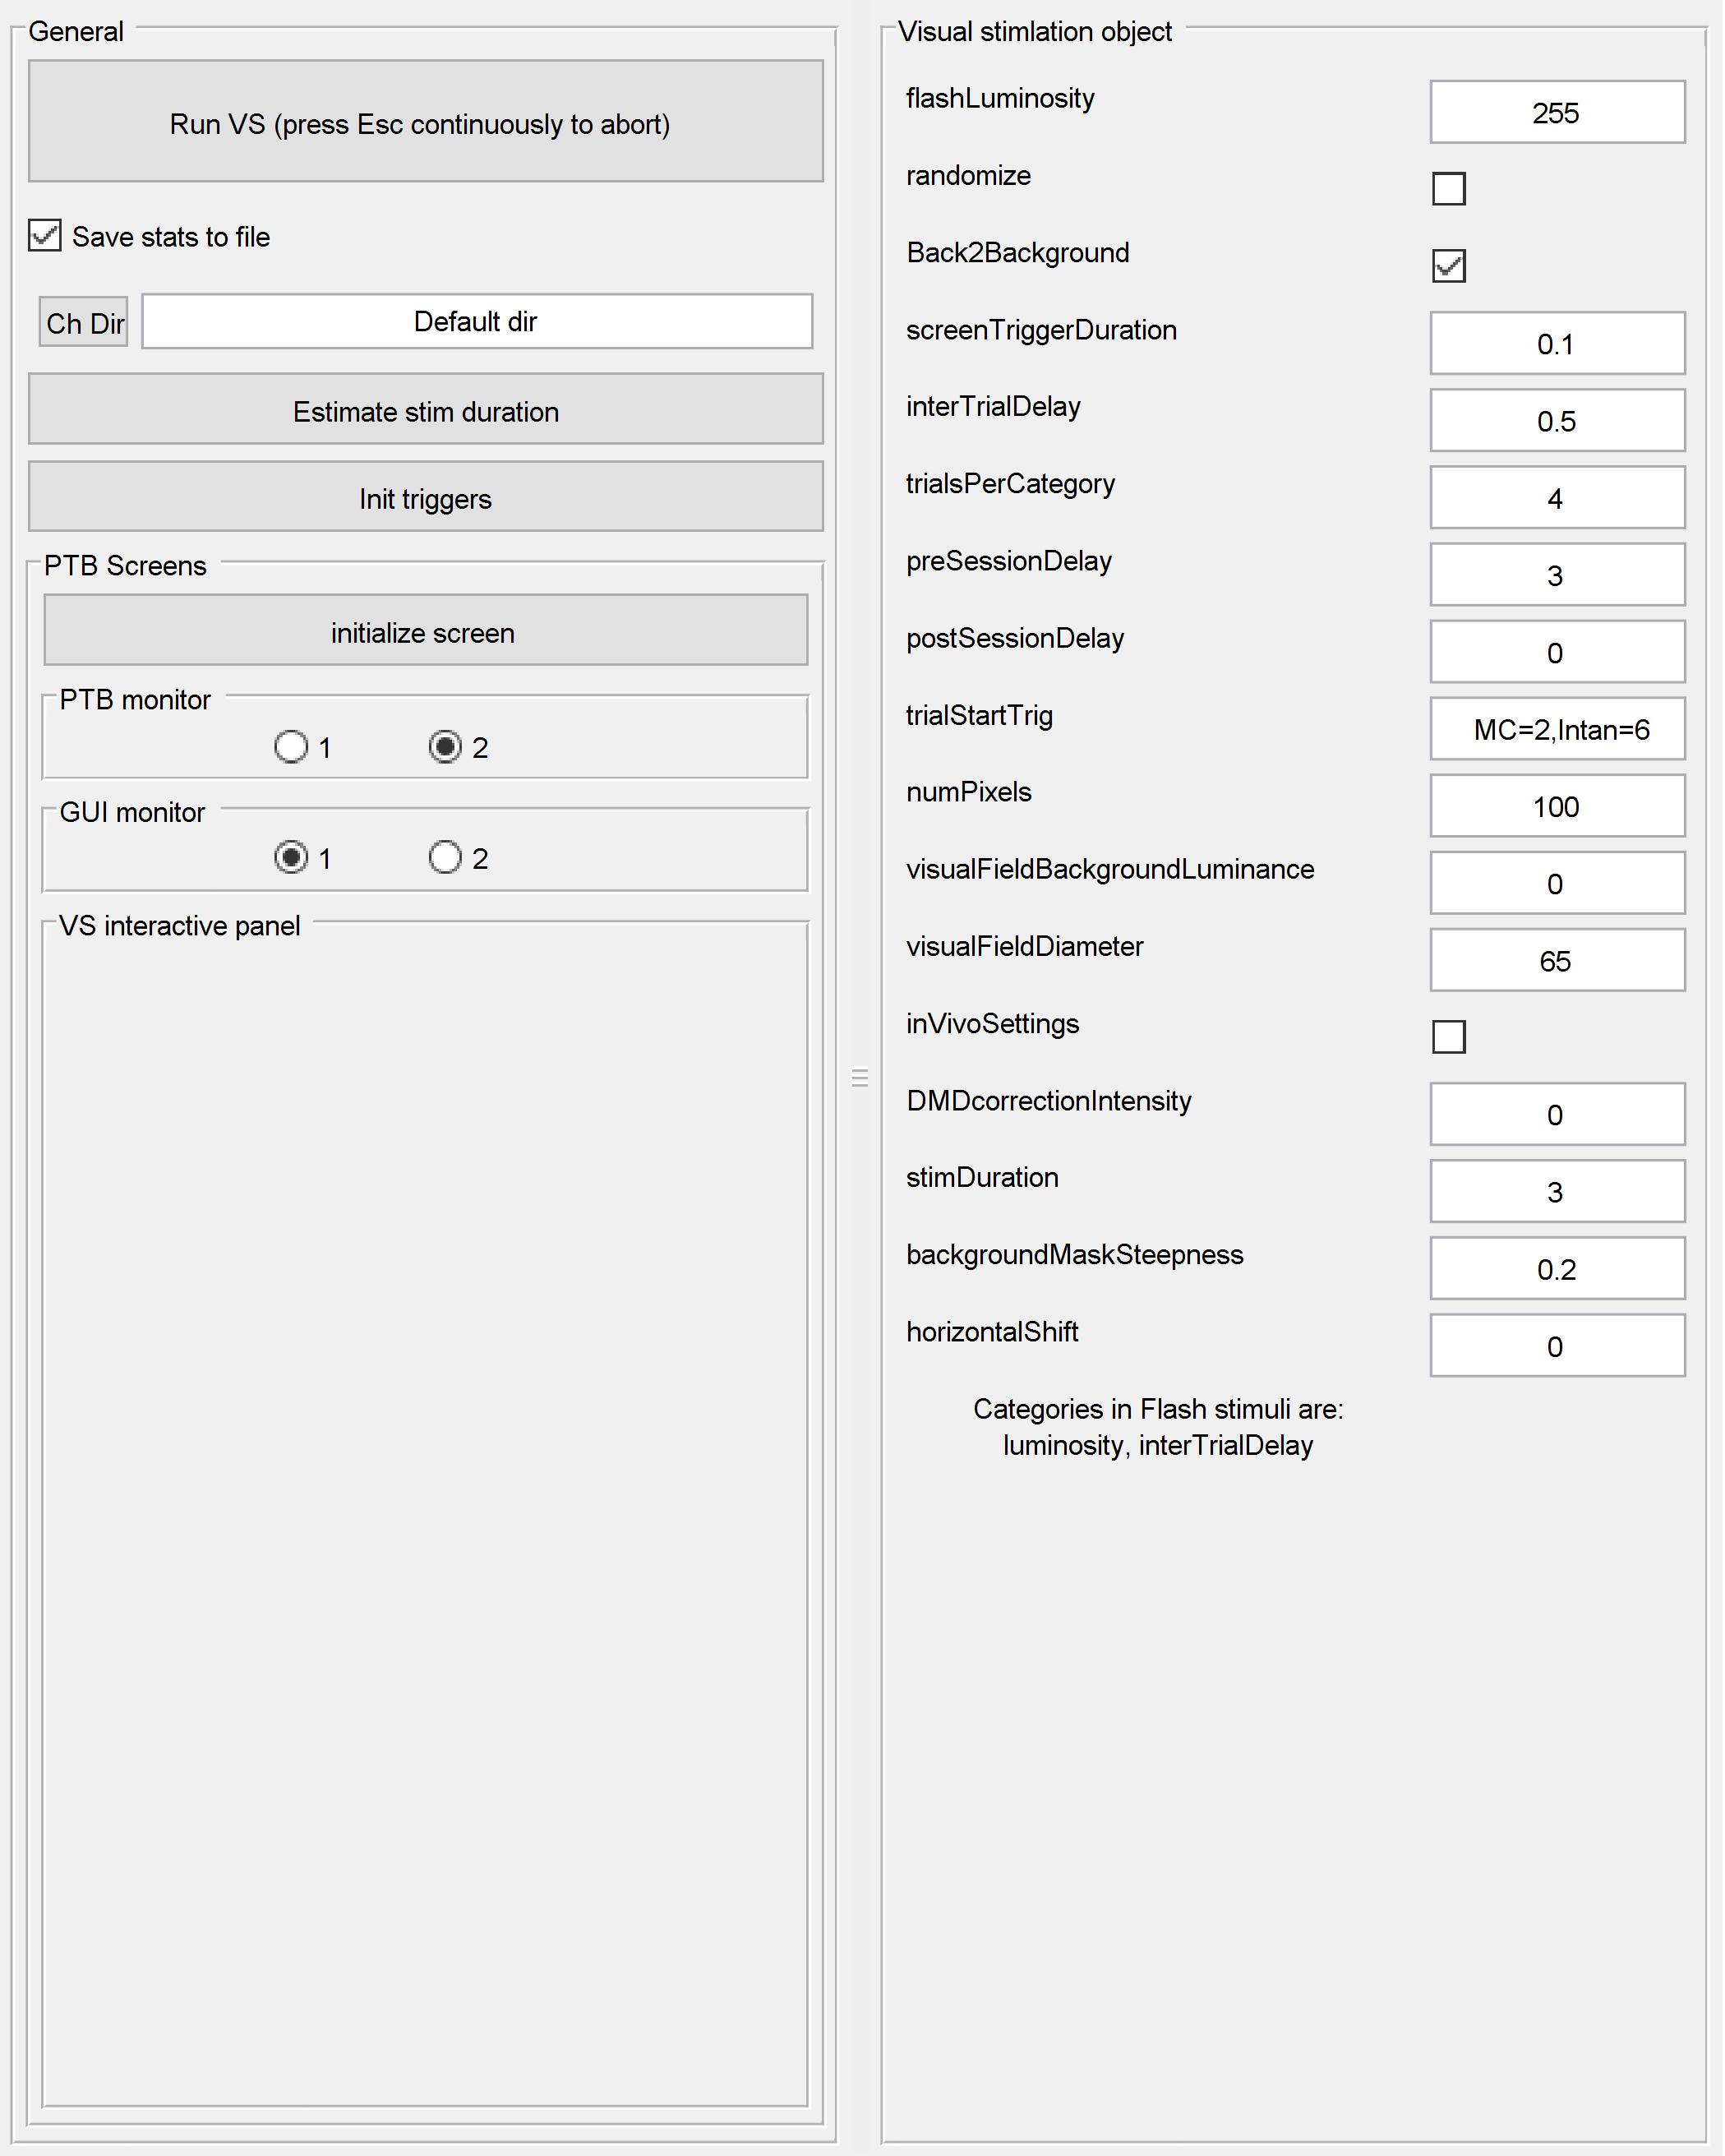 General
Run VS (press Esc continuously to abort)
Save stats to file
Ch Dir
Default dir
Estimate stim duration
Init triggers
PTB Screens
initialize screen
PTB monitor
1 2
GUI monitor
1 2
VS interactive panel
Visual stimlation object
flashLuminosity 255
randomize
Back2Background
screenTriggerDuration 0.1
interTrialDelay 0.5
trialsPerCategory 4
preSessionDelay 3
postSessionDelay 0
trialStartTrig MC=2,Intan=6
numPixels 100
visualFieldBackgroundLuminance 0
visualFieldDiameter 65
inVivoSettings
DMDcorrectionIntensity 0
stimDuration 3
backgroundMaskSteepness 0.2
horizontalShift 0
Categories in Flash stimuli are:
luminosity, interTrialDelay